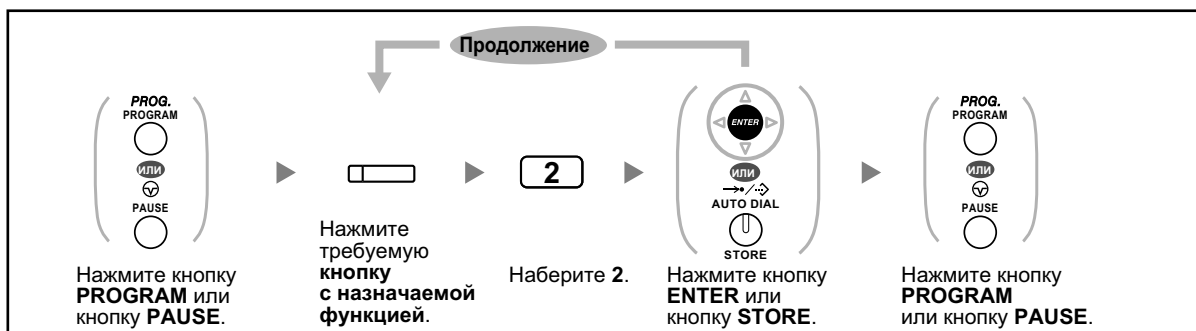 Продолжение
PROG.
PROGRAM
или
PAUSE
Нажмите кнопку
PROGRAM или
кнопку PAUSE.
Нажмите
требуемую
кнопку
с назначаемой
функцией.
2
Наберите 2.
ENTER
или
AUTO DIAL
STORE
Нажмите кнопку
ENTER или
кнопку STORE.
PROG.
PROGRAM
или
PAUSE
Нажмите кнопку
PROGRAM
или кнопку PAUSE.